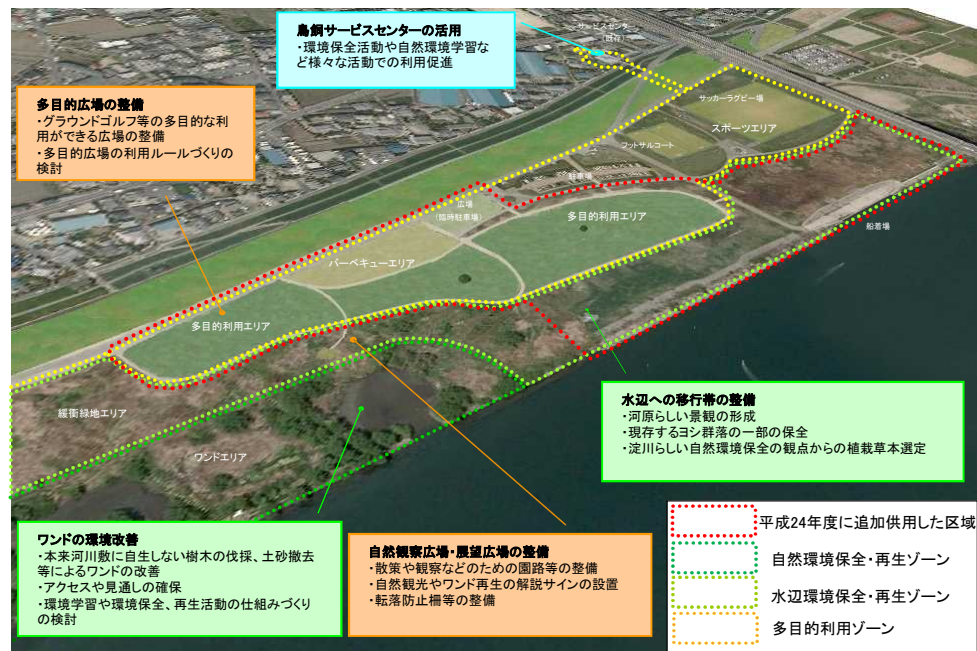 鳥飼サービスセンターの活用
・環境保全活動や自然環境学習な
ど様々な活動での利用促進
サービスセンター
(既存)
多目的広場の整備
・グラウンドゴルフ等の多目的な利
用ができる広場の整備
・多目的広場の利用ルールづくりの
検討
サッカーラグビー場
スポーツエリア
フットサルコート
駐車場
広場
(臨時駐車場)
多目的利用エリア
船着場
バーベキューエリア
多目的利用エリア
緩衝緑地エリア
ワンドエリア
水辺への移行帯の整備
・河原らしい景観の形成
・現存するヨシ群落の一部の保全
・淀川らしい自然環境保全の観点からの植栽草本選定
ワンドの環境改善
・本来河川敷に自生しない樹木の伐採、土砂撤去
等によるワンドの改善
・アクセスや見通しの確保
・環境学習や環境保全、再生活動の仕組みづくり
の検討
自然観察広場・展望広場の整備
・散策や観察などのための園路等の整備
・自然観光やワンド再生の解説サインの設置
・転落防止柵等の整備
平成24年度に追加供用した区域
自然環境保全・再生ゾーン
水辺環境保全・再生ゾーン
多目的利用ゾーン